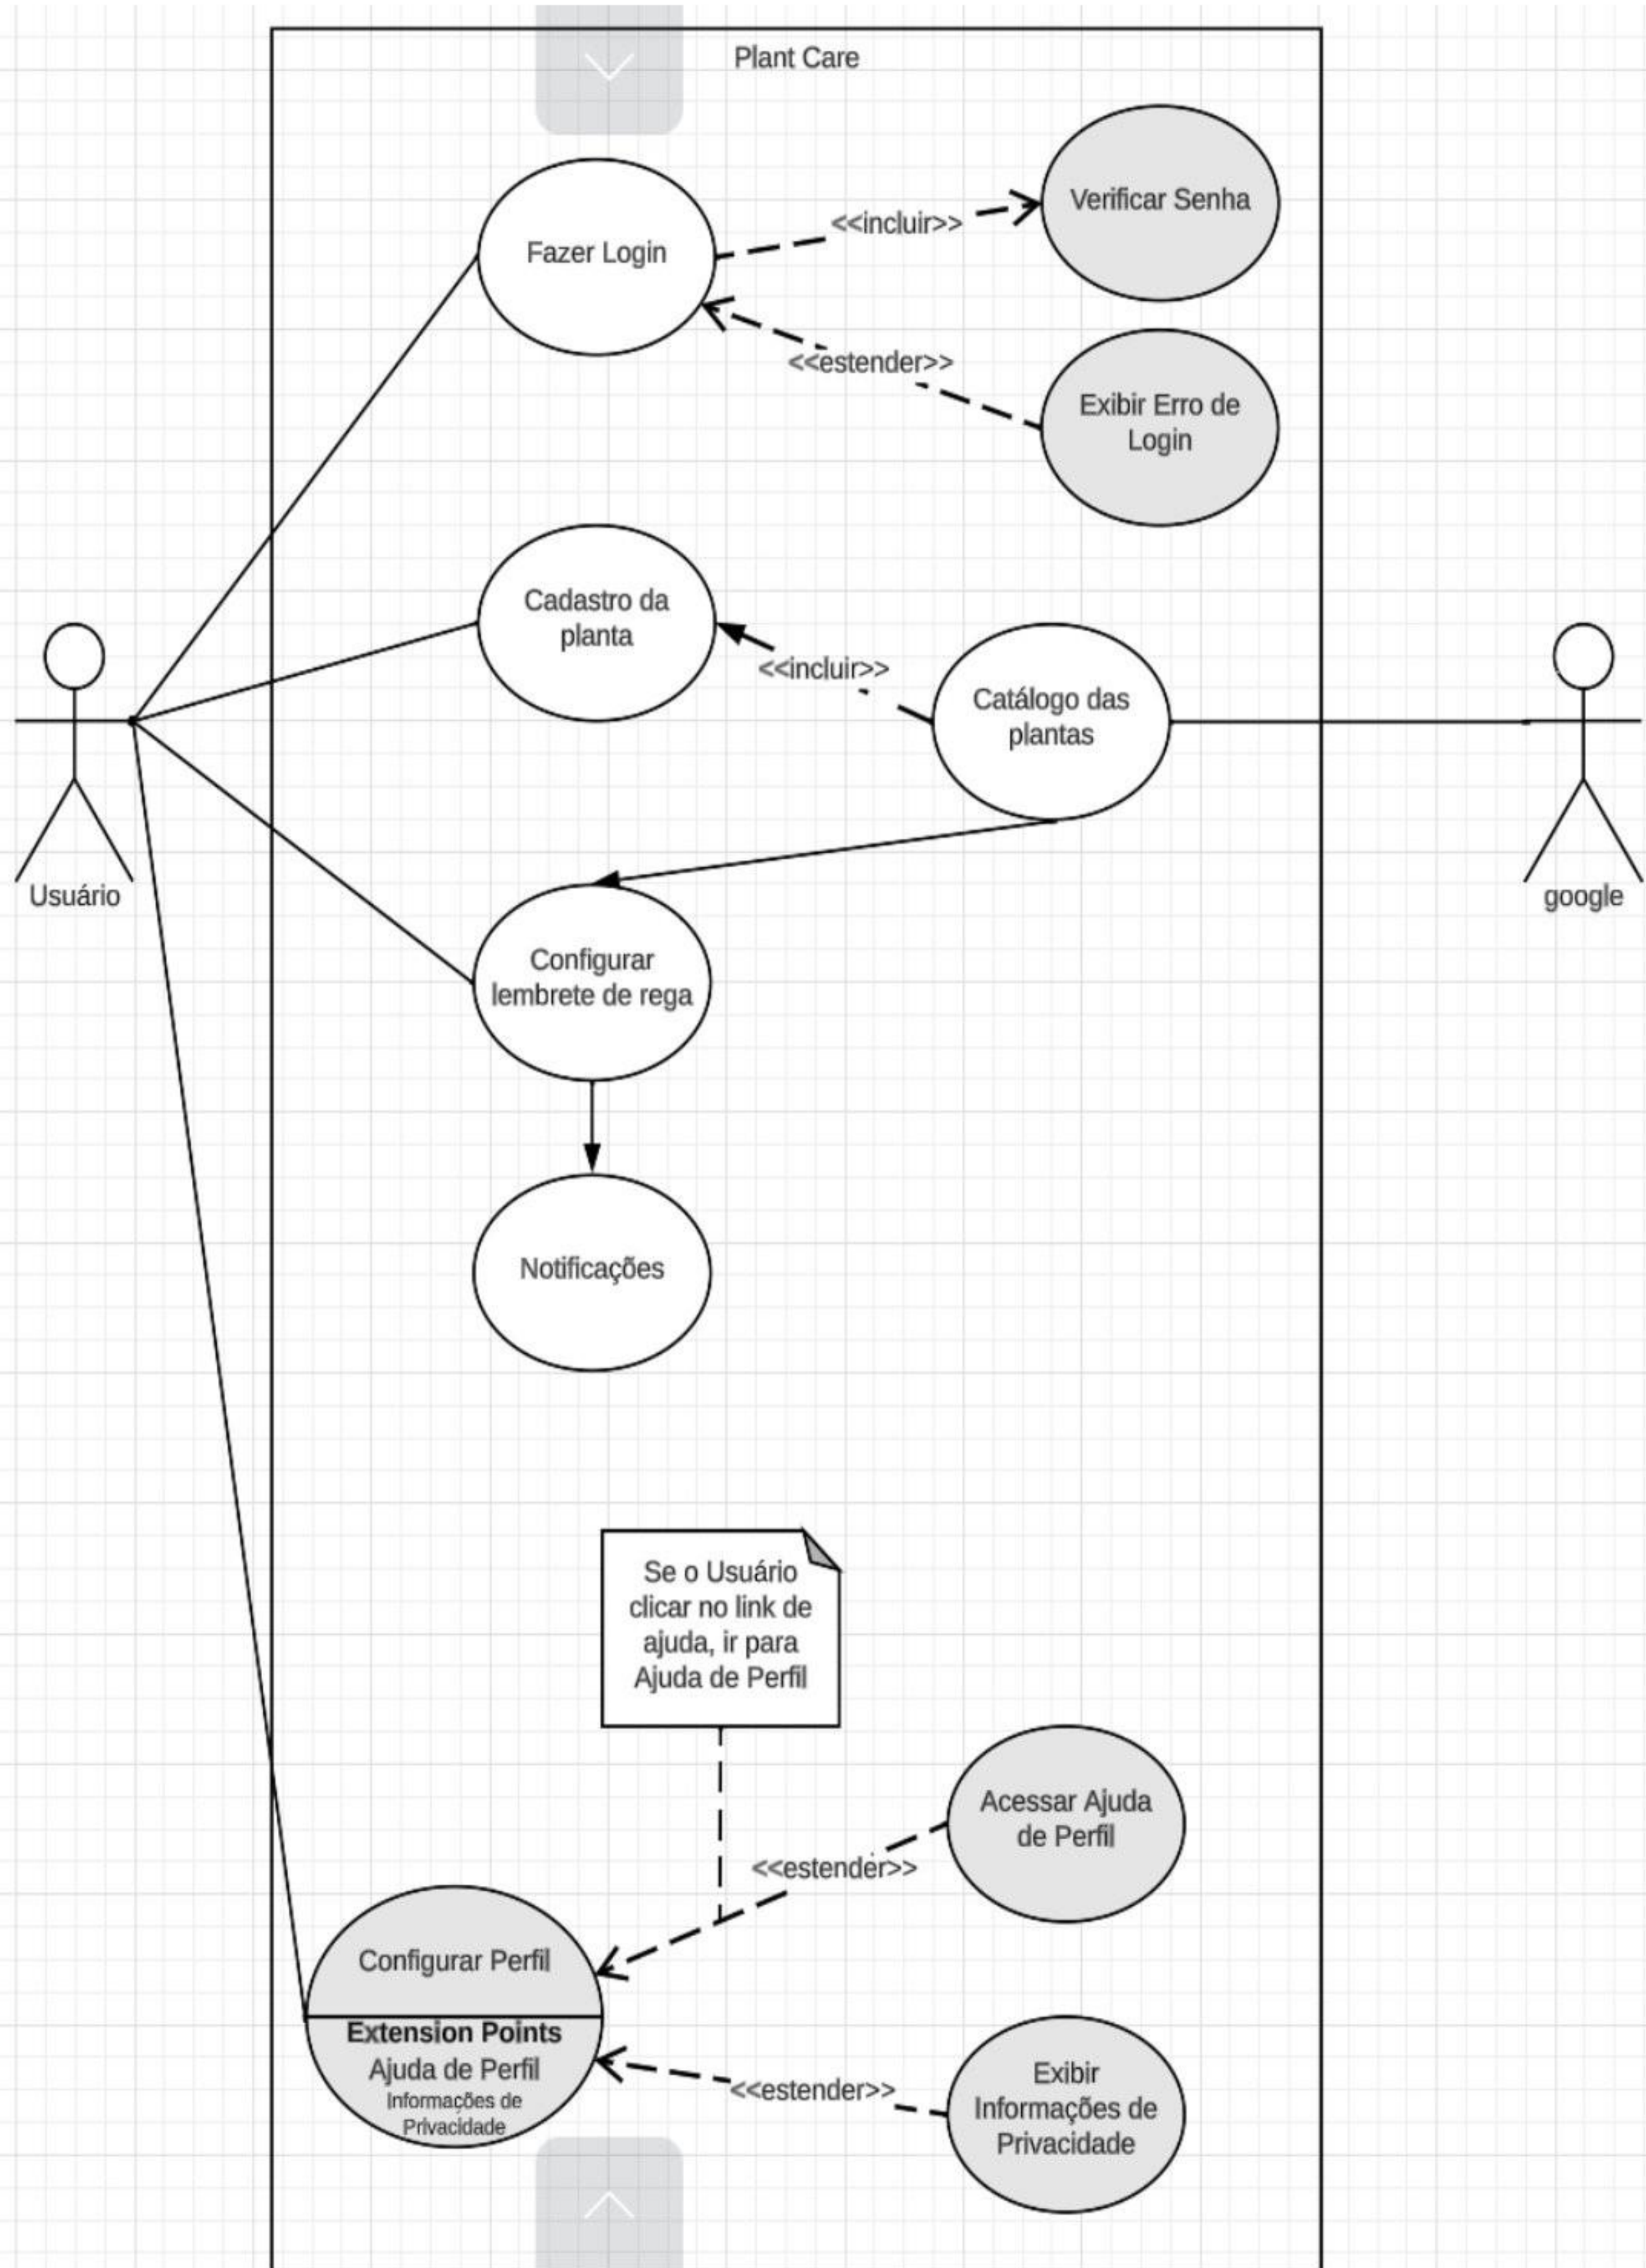 Plant Care
Verificar Senha
<<incluir>>
Fazer Login
<<estender>>
Exibir Erro de
Login
Cadastro da
planta
<<incluir>>
Catálogo das
plantas
Usuário
google
Configurar
lembrete de rega
Notificações
Se o Usuário
clicar no link de
ajuda, ir para
Ajuda de Perfil
Acessar Ajuda
de Perfil
<<estender>>
Configurar Perfil
Extension Points
Ajuda de Perfil
Informações de
Privacidade
<<estender>>
Exibir
Informações de
Privacidade